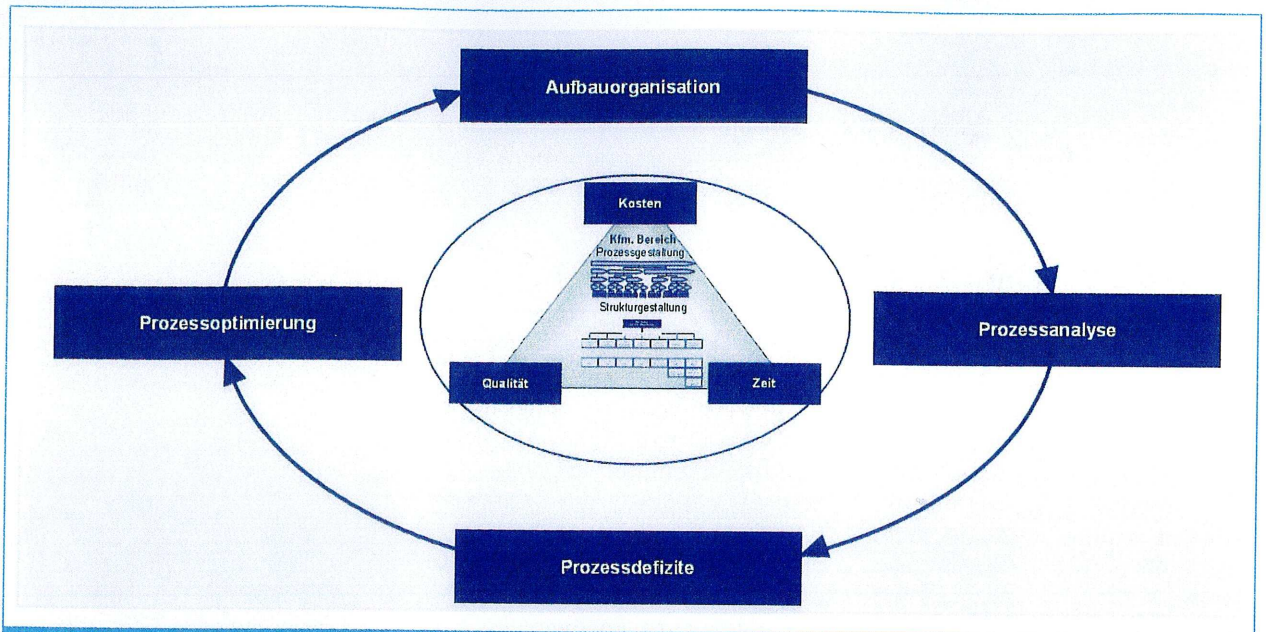 Aufbauorganisation
Kosten
Kfm. Bereich
Prozessgestaltung
Strukturgestaltung
Prozessoptimierung
Prozessanalyse
Qualität
Zeit
Prozessdefizite